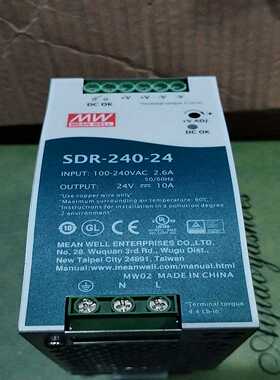 + + - -
+V +V -V -V
DC OK
+V ADJ
DC OK
MW
MEAN WELL
SDR-240-24
INPUT: 100-240VAC 2.6A
50/60Hz
OUTPUT: 24V 10A
*Use copper wire only*
*Maximum surrounding air temperature: 60℃.*
*Instructions for installation in a pollution degree 2 environment*
MEAN WELL ENTERPRISES CO., LTD.
No. 28, Wuquan 3rd Rd., Wugu Dist.,
New Taipei City 24891, Taiwan
Manual:www.meanwell.com/manual.html
MW02 MADE IN CHINA
N L
*Terminal torque
4.4 Lb-in*